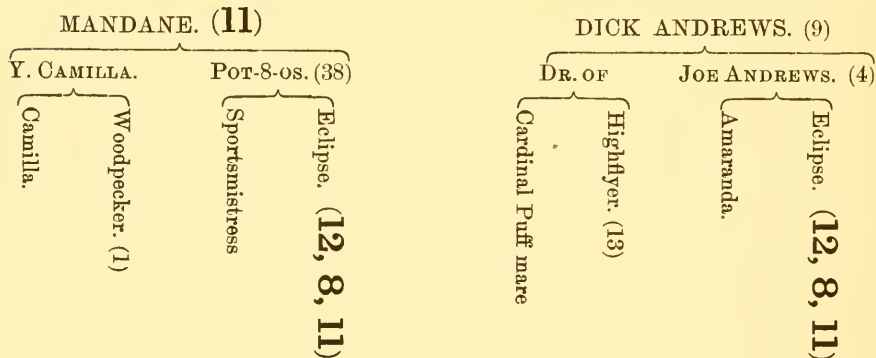 MANDANE. (11)
Y. CAMILLA.
POT-8-OS. (38)
Camilla.
Woodpecker. (1)
Sportsmistress
Eclipse. (12, 8, 11)
DICK ANDREWS. (9)
DR. OF
JOE ANDREWS. (4)
Cardinal Puff mare
Highflyer. (13)
Amaranda.
Eclipse. (12, 8, 11)